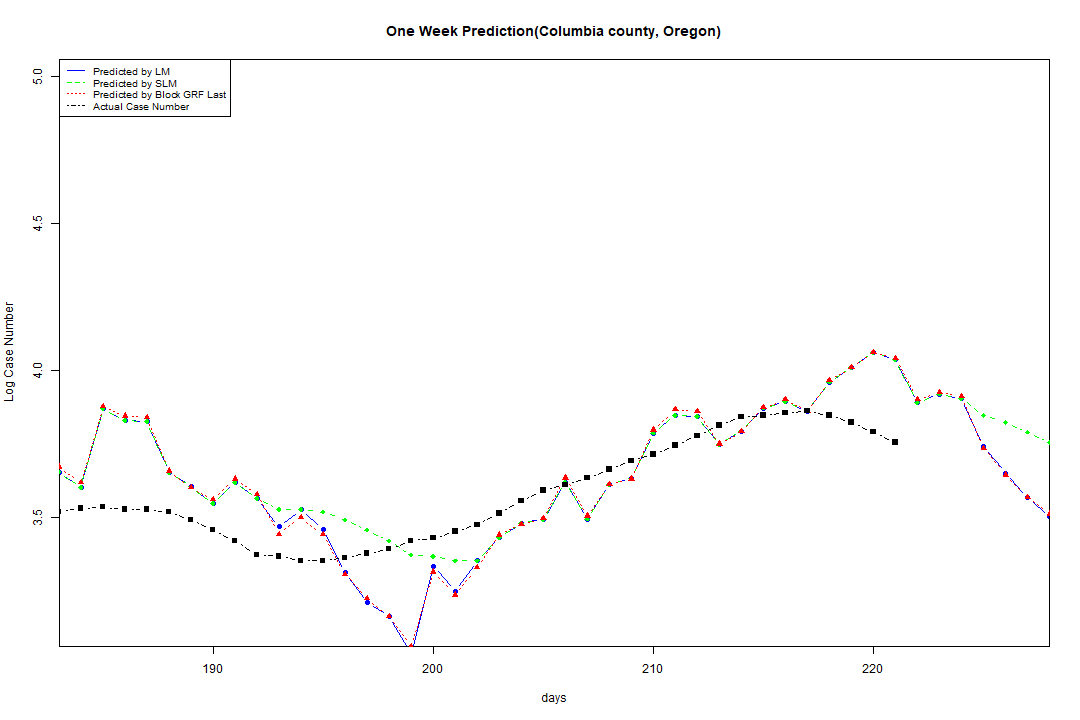 One Week Prediction(Columbia county, Oregon)
Predicted by LM
Predicted by SLM
Predicted by Block GRF Last
Actual Case Number
5.0
4.5
4.0
3.5
Log Case Number
190
200
210
220
days